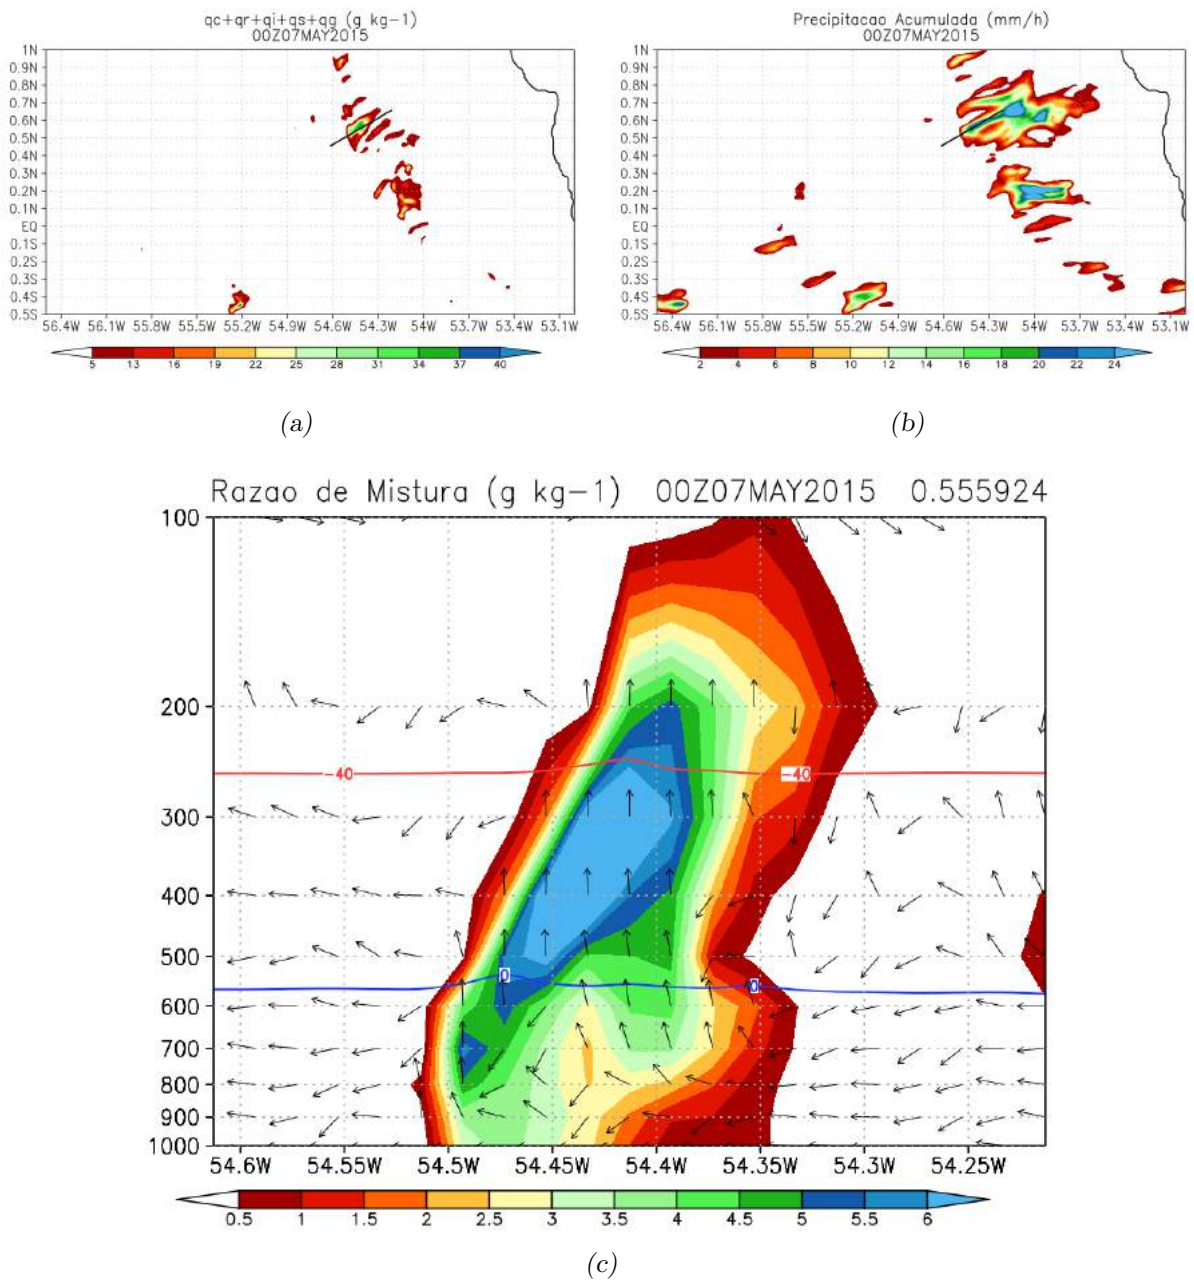 qc+qr+qi+qs+qg (g kg-1)
00Z07MAY2015
1N
0.9N
0.8N
0.7N
0.6N
0.5N
0.4N
0.3N
0.2N
0.1N
EQ
0.1S
0.2S
0.3S
0.4S
0.5S
56.4W 56.1W 55.8W 55.5W 55.2W 54.9W 54.6W 54.3W 54W 53.7W 53.4W 53.1W
5 13 16 19 22 25 28 31 34 37 40
(a)
Precipitacao Acumulada (mm/h)
00Z07MAY2015
1N
0.9N
0.8N
0.7N
0.6N
0.5N
0.4N
0.3N
0.2N
0.1N
EQ
0.1S
0.2S
0.3S
0.4S
0.5S
56.4W 56.1W 55.8W 55.5W 55.2W 54.9W 54.6W 54.3W 54W 53.7W 53.4W 53.1W
2 4 6 8 10 12 14 16 18 20 22 24
(b)
Razao de Mistura (g kg-1) 00Z07MAY2015 0.555924
100
200
-40 -40
300
400
500
0 0
600
700
800
900
1000
54.6W 54.55W 54.5W 54.45W 54.4W 54.35W 54.3W 54.25W
0.5 1 1.5 2 2.5 3 3.5 4 4.5 5 5.5 6
(c)